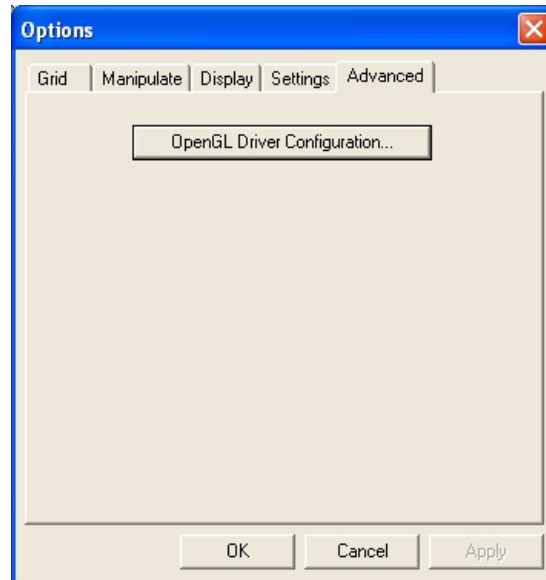 Options
Grid Manipulate Display Settings Advanced
OpenGL Driver Configuration...
OK Cancel Apply